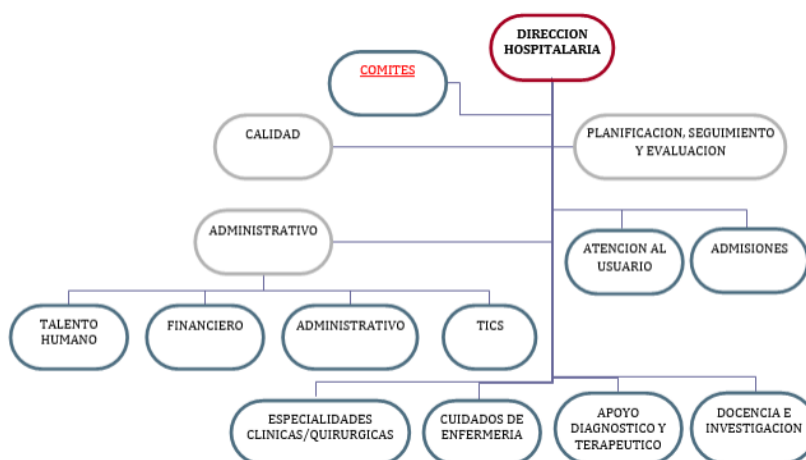 DIRECCION
HOSPITALARIA
COMITES
CALIDAD
PLANIFICACION, SEGUIMIENTO
Y EVALUACION
ADMINISTRATIVO
ATENCION AL
USUARIO
ADMISIONES
TALENTO
HUMANO
FINANCIERO
ADMINISTRATIVO
TICS
ESPECIALIDADES
CLINICAS/QUIRURGICAS
CUIDADOS DE
ENFERMERIA
APOYO
DIAGNOSTICO Y
TERAPEUTICO
DOCENCIA E
INVESTIGACION